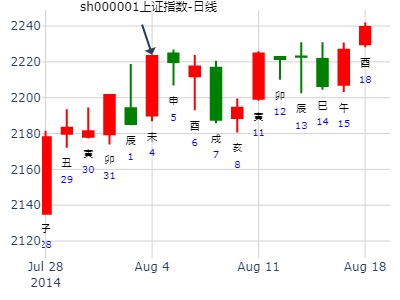 sh000001上证指数-日线
2240
2220
2200
2180
2160
2140
2120
子
28
丑
29
寅
30
卯
31
辰
1
未
4
申
5
酉
6
戌
7
亥
8
寅
11
卯
12
辰
13
巳
14
午
15
酉
18
Jul 28
2014
Aug 4
Aug 11
Aug 18